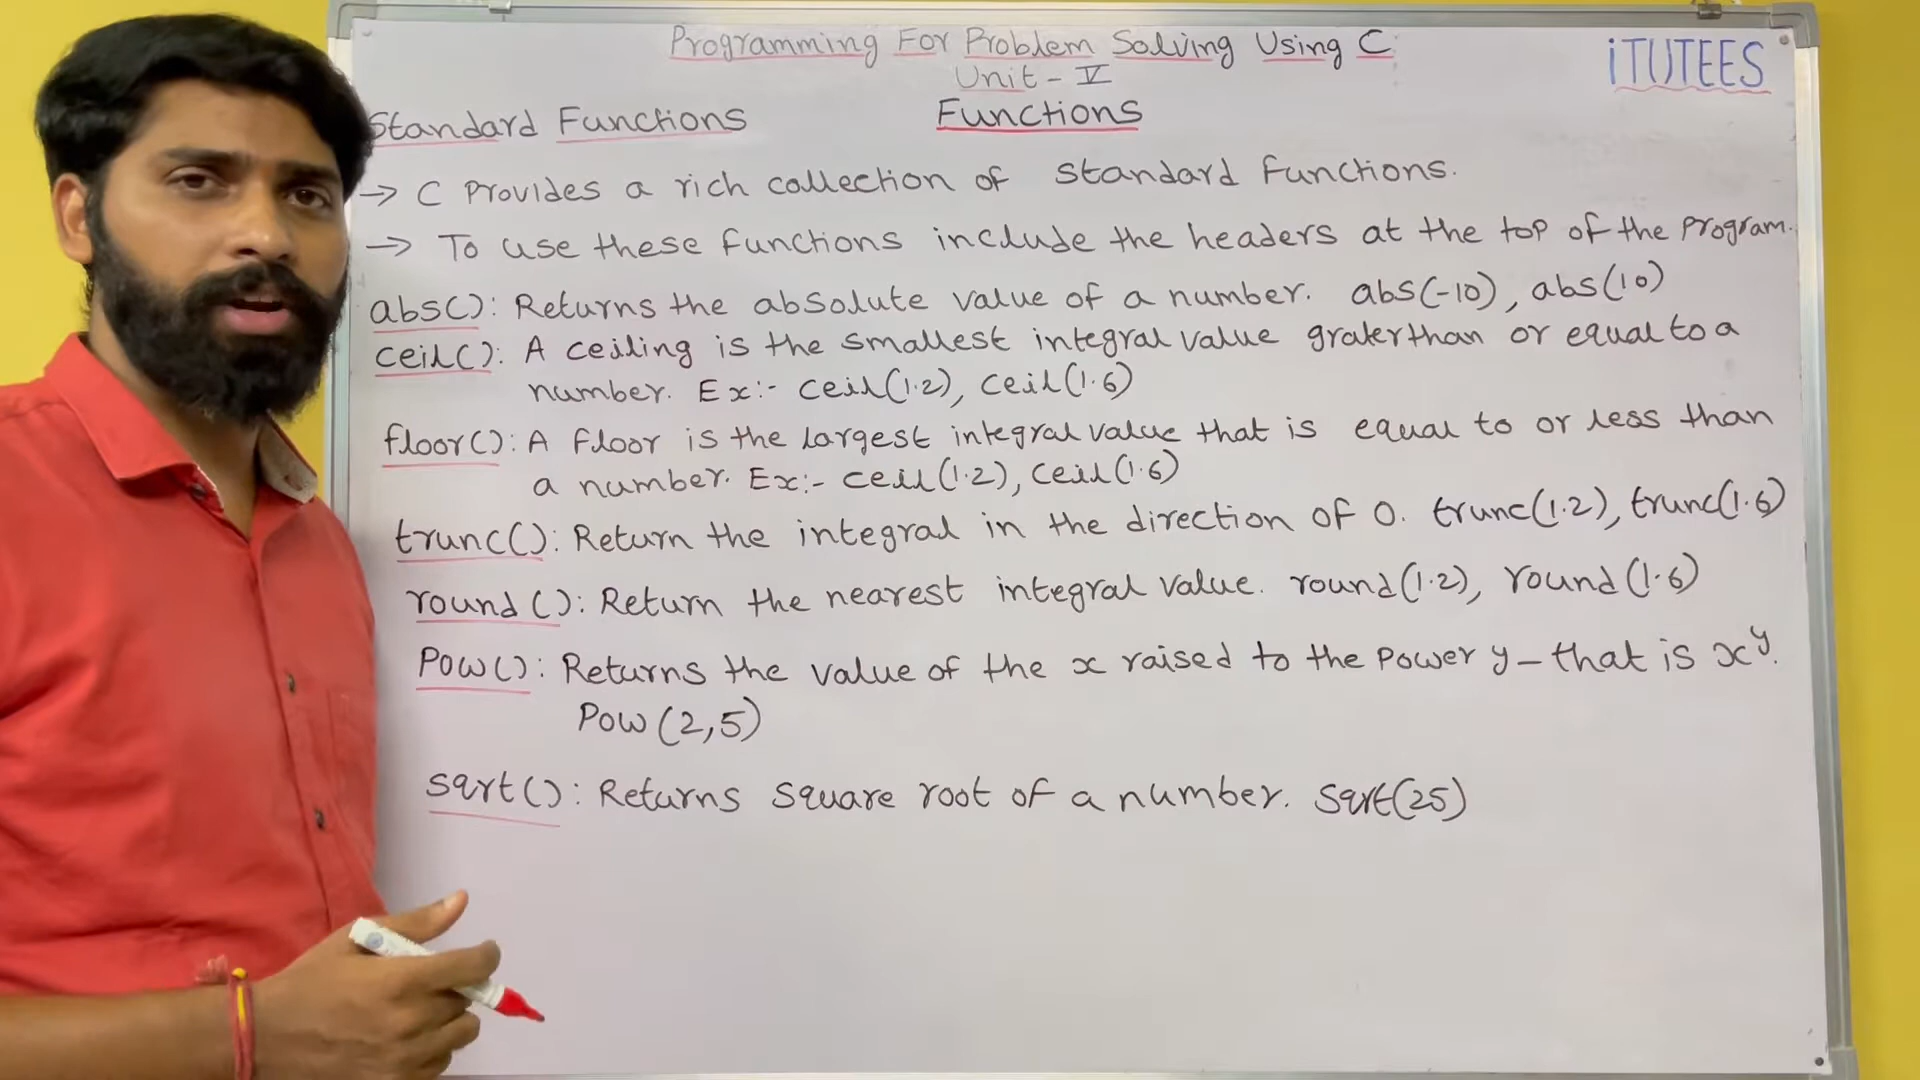 Programming For Problem Solving Using C
iTUTEES
Unit - V
Standard Functions
Functions
→ C Provides a rich collection of Standard Functions.
→ To use these functions include the headers at the top of the Program.
abs(): Returns the absolute value of a number. abs(-10), abs(10)
ceil(): A ceiling is the smallest integral value graterthan or equal to a
number. Ex:- ceil(1.2), ceil(1.6)
floor(): A Floor is the largest integral value that is equal to or less than
a number. Ex:- ceil(1.2), ceil(1.6)
trunc(): Return the integral in the direction of 0. trunc(1.2), trunc(1.6)
round(): Return the nearest integral value. round(1.2), round(1.6)
Pow(): Returns the value of the x raised to the Power y – that is xʸ.
Pow(2,5)
sqrt(): Returns square root of a number. sqrt(25)